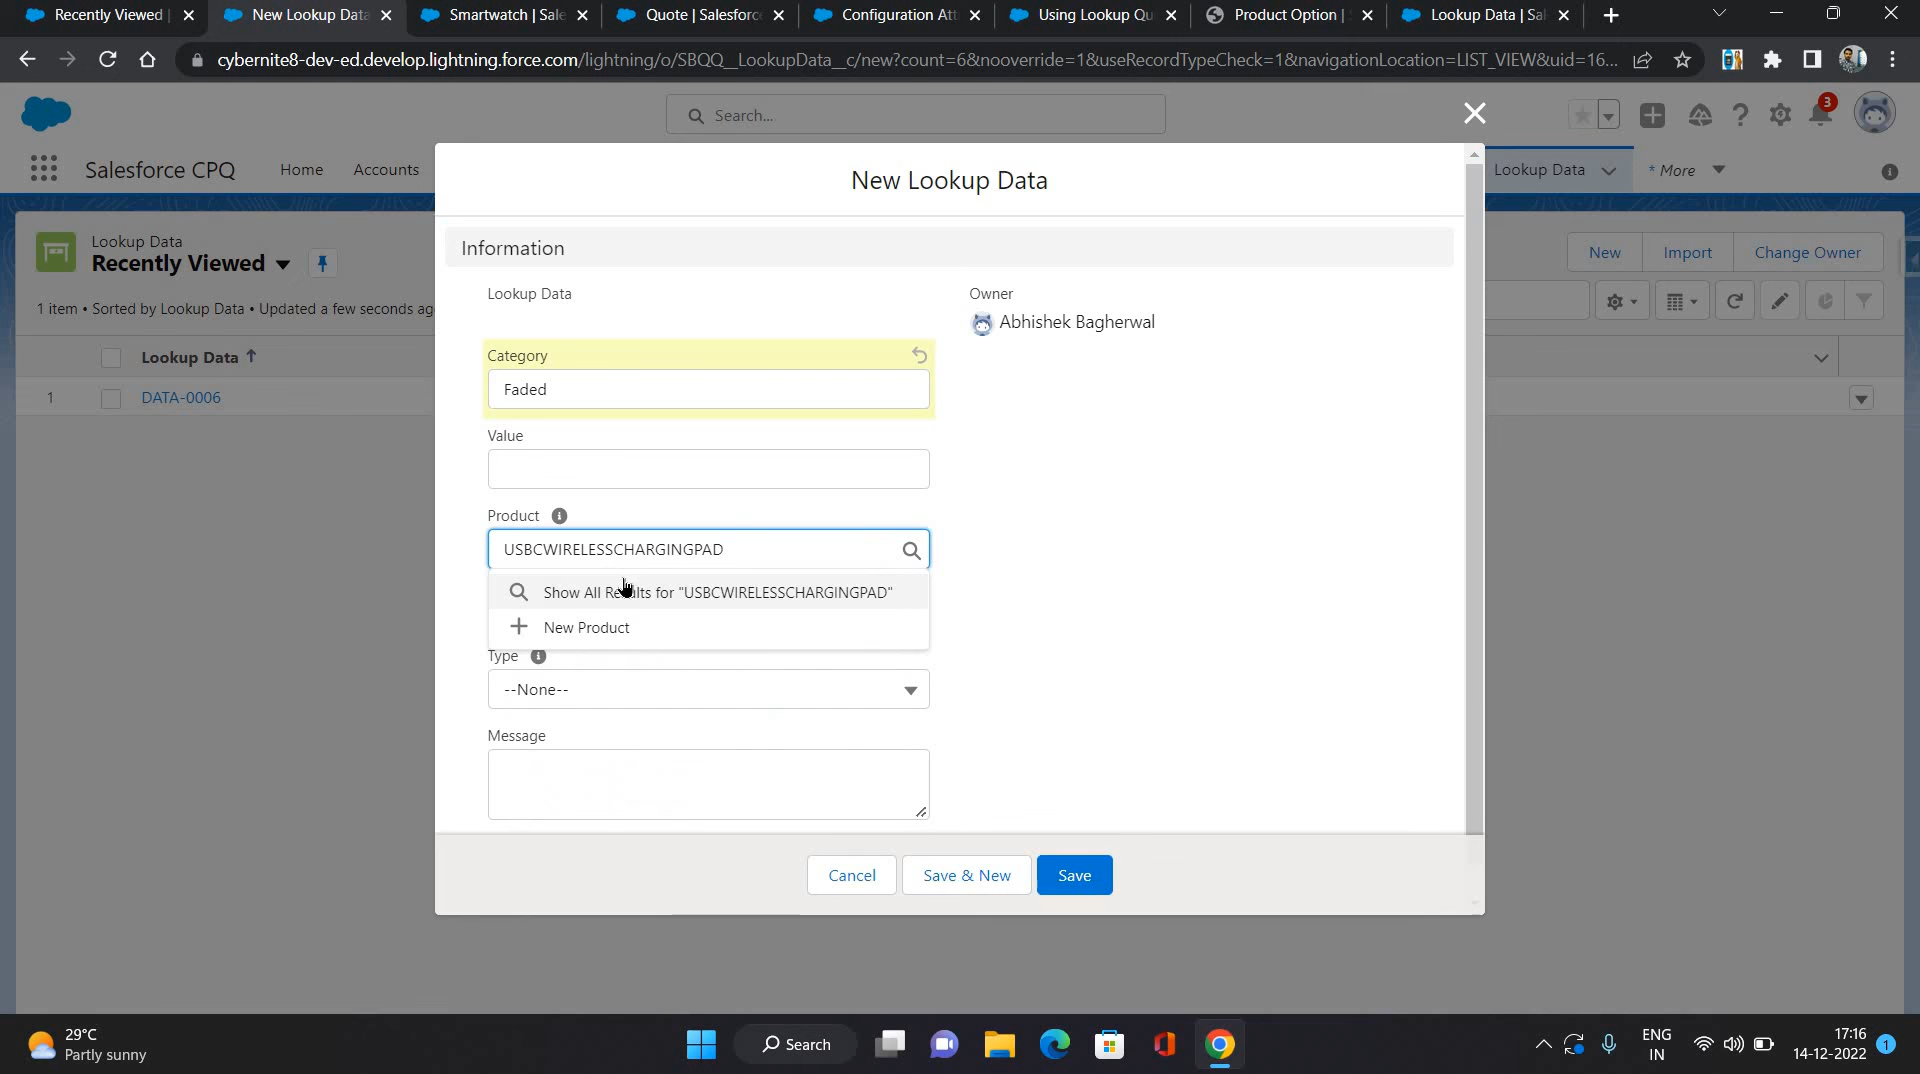 Recently Viewed
New Lookup Data
Smartwatch | Sale
Quote | Salesforce
Configuration Att
Using Lookup Qu
Product Option |
Lookup Data | Sal
cybernite8-dev-ed.develop.lightning.force.com/lightning/o/SBQQ__LookupData__c/new?count=6&nooverride=1&useRecordTypeCheck=1&navigationLocation=LIST_VIEW&uid=16...
Search...
3
Salesforce CPQ
Home
Accounts
Lookup Data
* More
New Lookup Data
Lookup Data
Recently Viewed
New
Import
Change Owner
1 item • Sorted by Lookup Data • Updated a few seconds ag
Lookup Data
1
DATA-0006
Information
Lookup Data
Owner
Abhishek Bagherwal
Category
Faded
Value
Product
USBCWIRELESSCHARGINGPAD
Show All Results for "USBCWIRELESSCHARGINGPAD"
New Product
Type
--None--
Message
Cancel
Save & New
Save
29°C
Partly sunny
Search
ENG
IN
17:16
14-12-2022
1